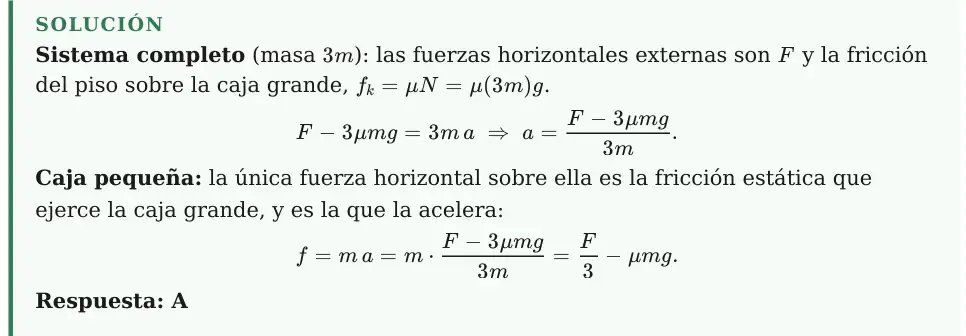 SOLUCIÓN
Sistema completo (masa 3m): las fuerzas horizontales externas son F y la fricción
del piso sobre la caja grande, fₖ = μN = μ(3m)g.
F − 3μmg = 3m a ⇒ a = (F − 3μmg)/(3m).
Caja pequeña: la única fuerza horizontal sobre ella es la fricción estática que
ejerce la caja grande, y es la que la acelera:
f = m a = m · (F − 3μmg)/(3m) = F/3 − μmg.
Respuesta: A